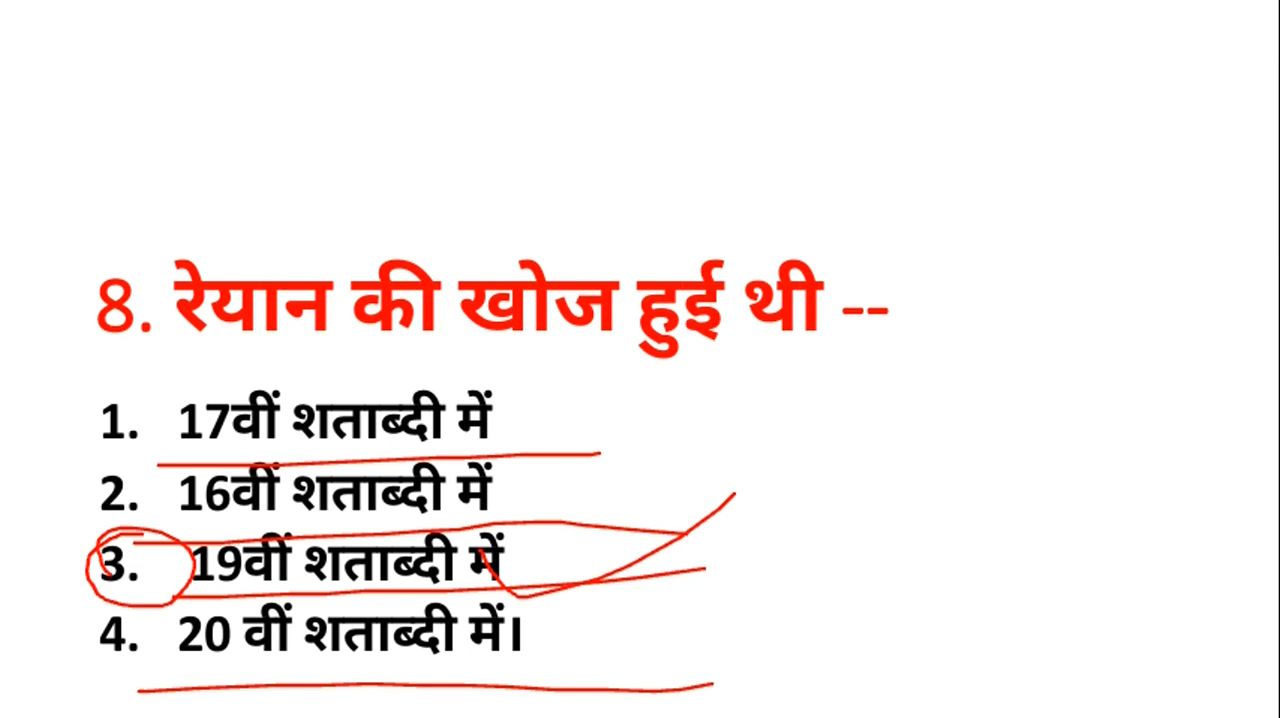 8. रेयान की खोज हुई थी --
1. 17वीं शताब्दी में
2. 16वीं शताब्दी में
3. 19वीं शताब्दी में
4. 20 वीं शताब्दी में।